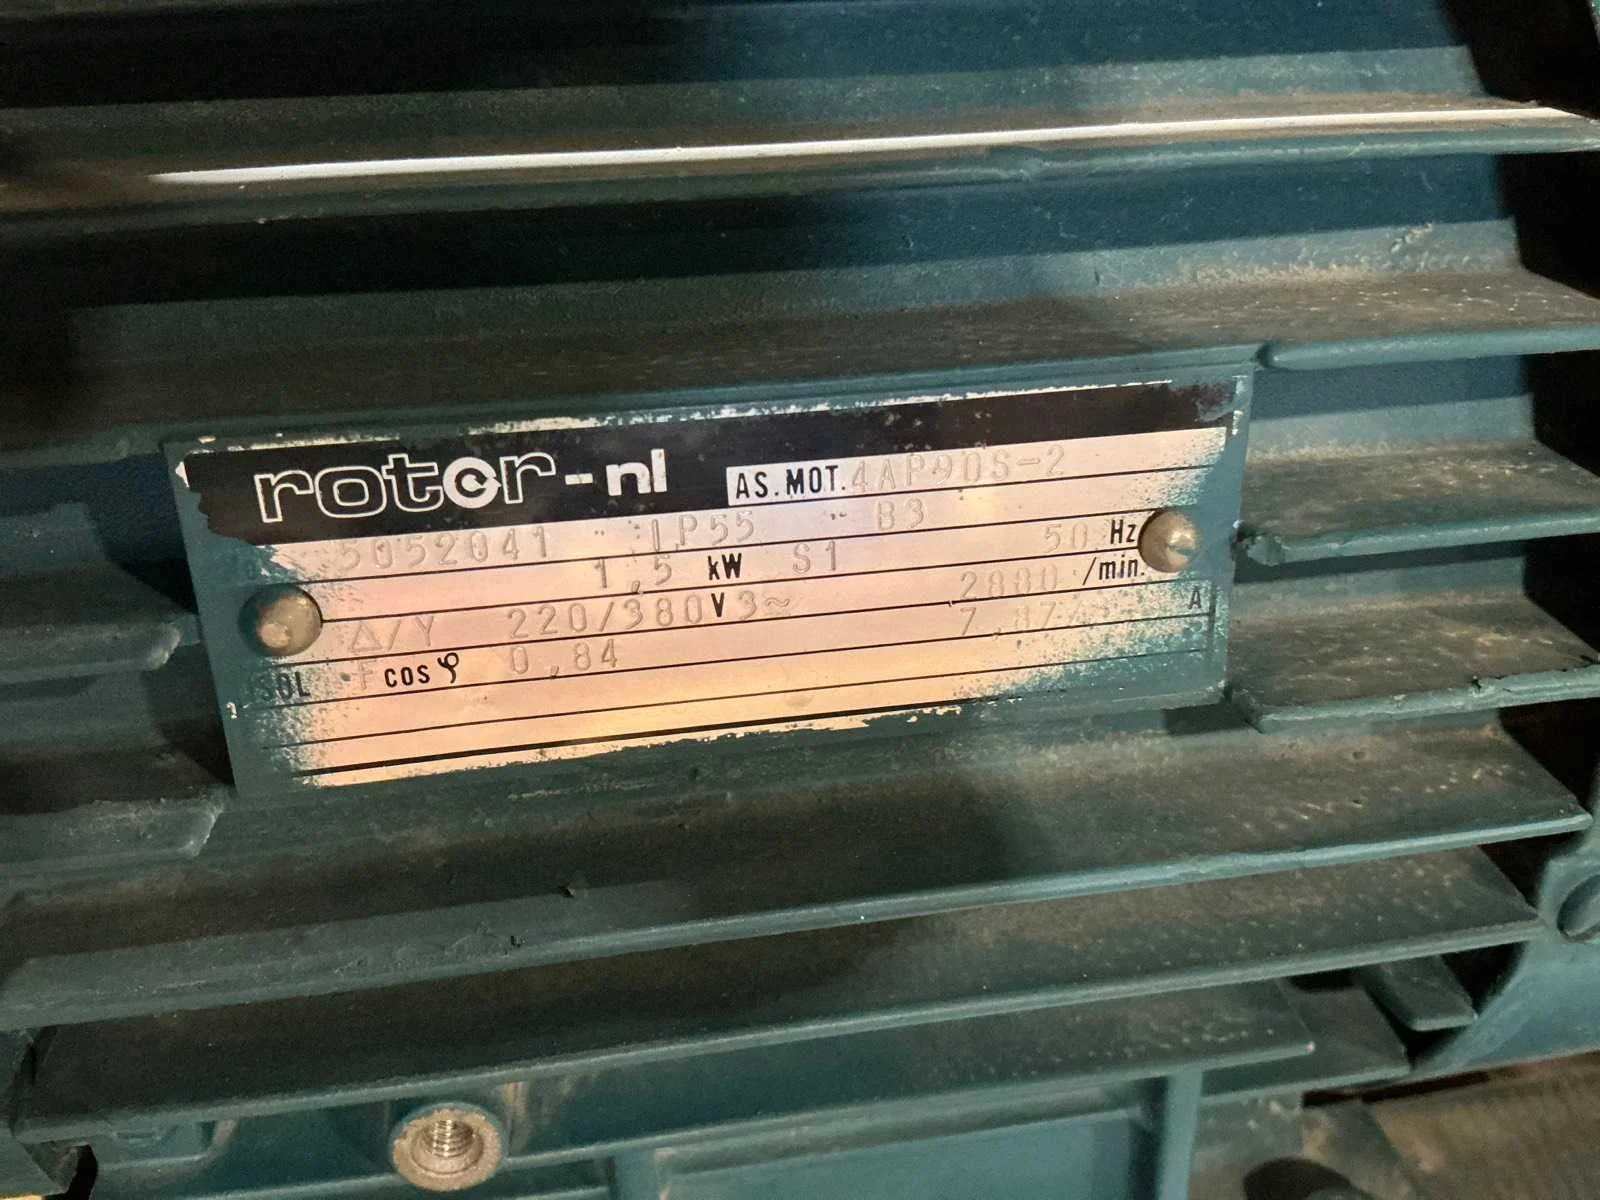 rotor-nl AS.MOT. 4AP90S-2
5052041 IP55 B3
1,5 kW S1 50 Hz
△/Y 220/380 V 3~ 2880 /min.
ISOL F cos φ 0,84 A